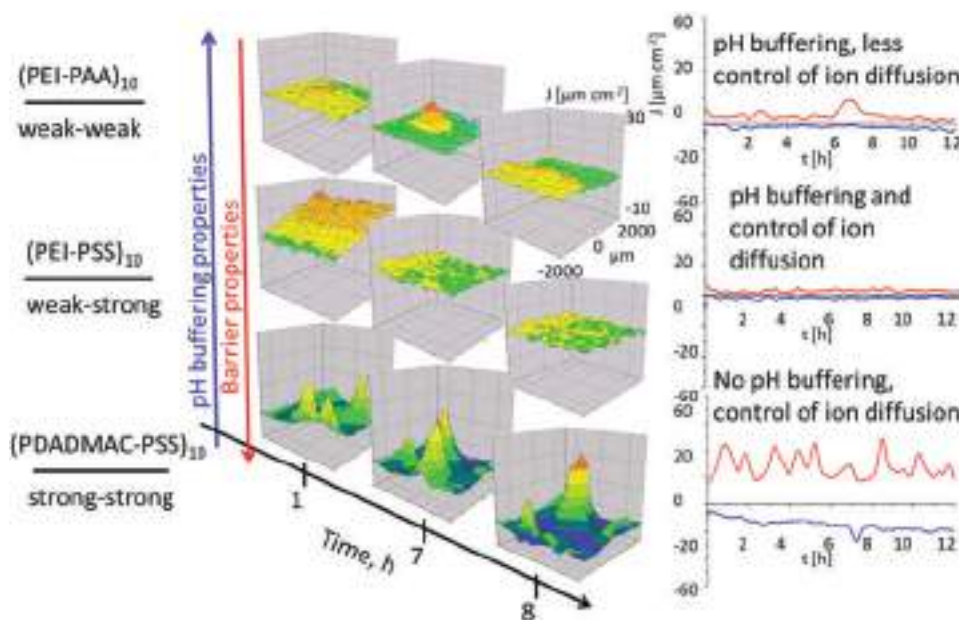 (PEI-PAA)10
weak-weak
(PEI-PSS)10
weak-strong
(PDADMAC-PSS)10
strong-strong
pH buffering properties
Barrier properties
J [µm cm-2]
30
-10
2000
0
µm
-2000
2000
1
7
8
Time, h
60
20
0
-20
-60
J [µm cm-2]
pH buffering, less
control of ion diffusion
2 4 6 8 10 12
t [h]
60
20
0
-20
-60
pH buffering and
control of ion
diffusion
2 4 6 8 10 12
t [h]
60
20
0
-20
-60
No pH buffering,
control of ion diffusion
2 4 6 8 10 12
t [h]